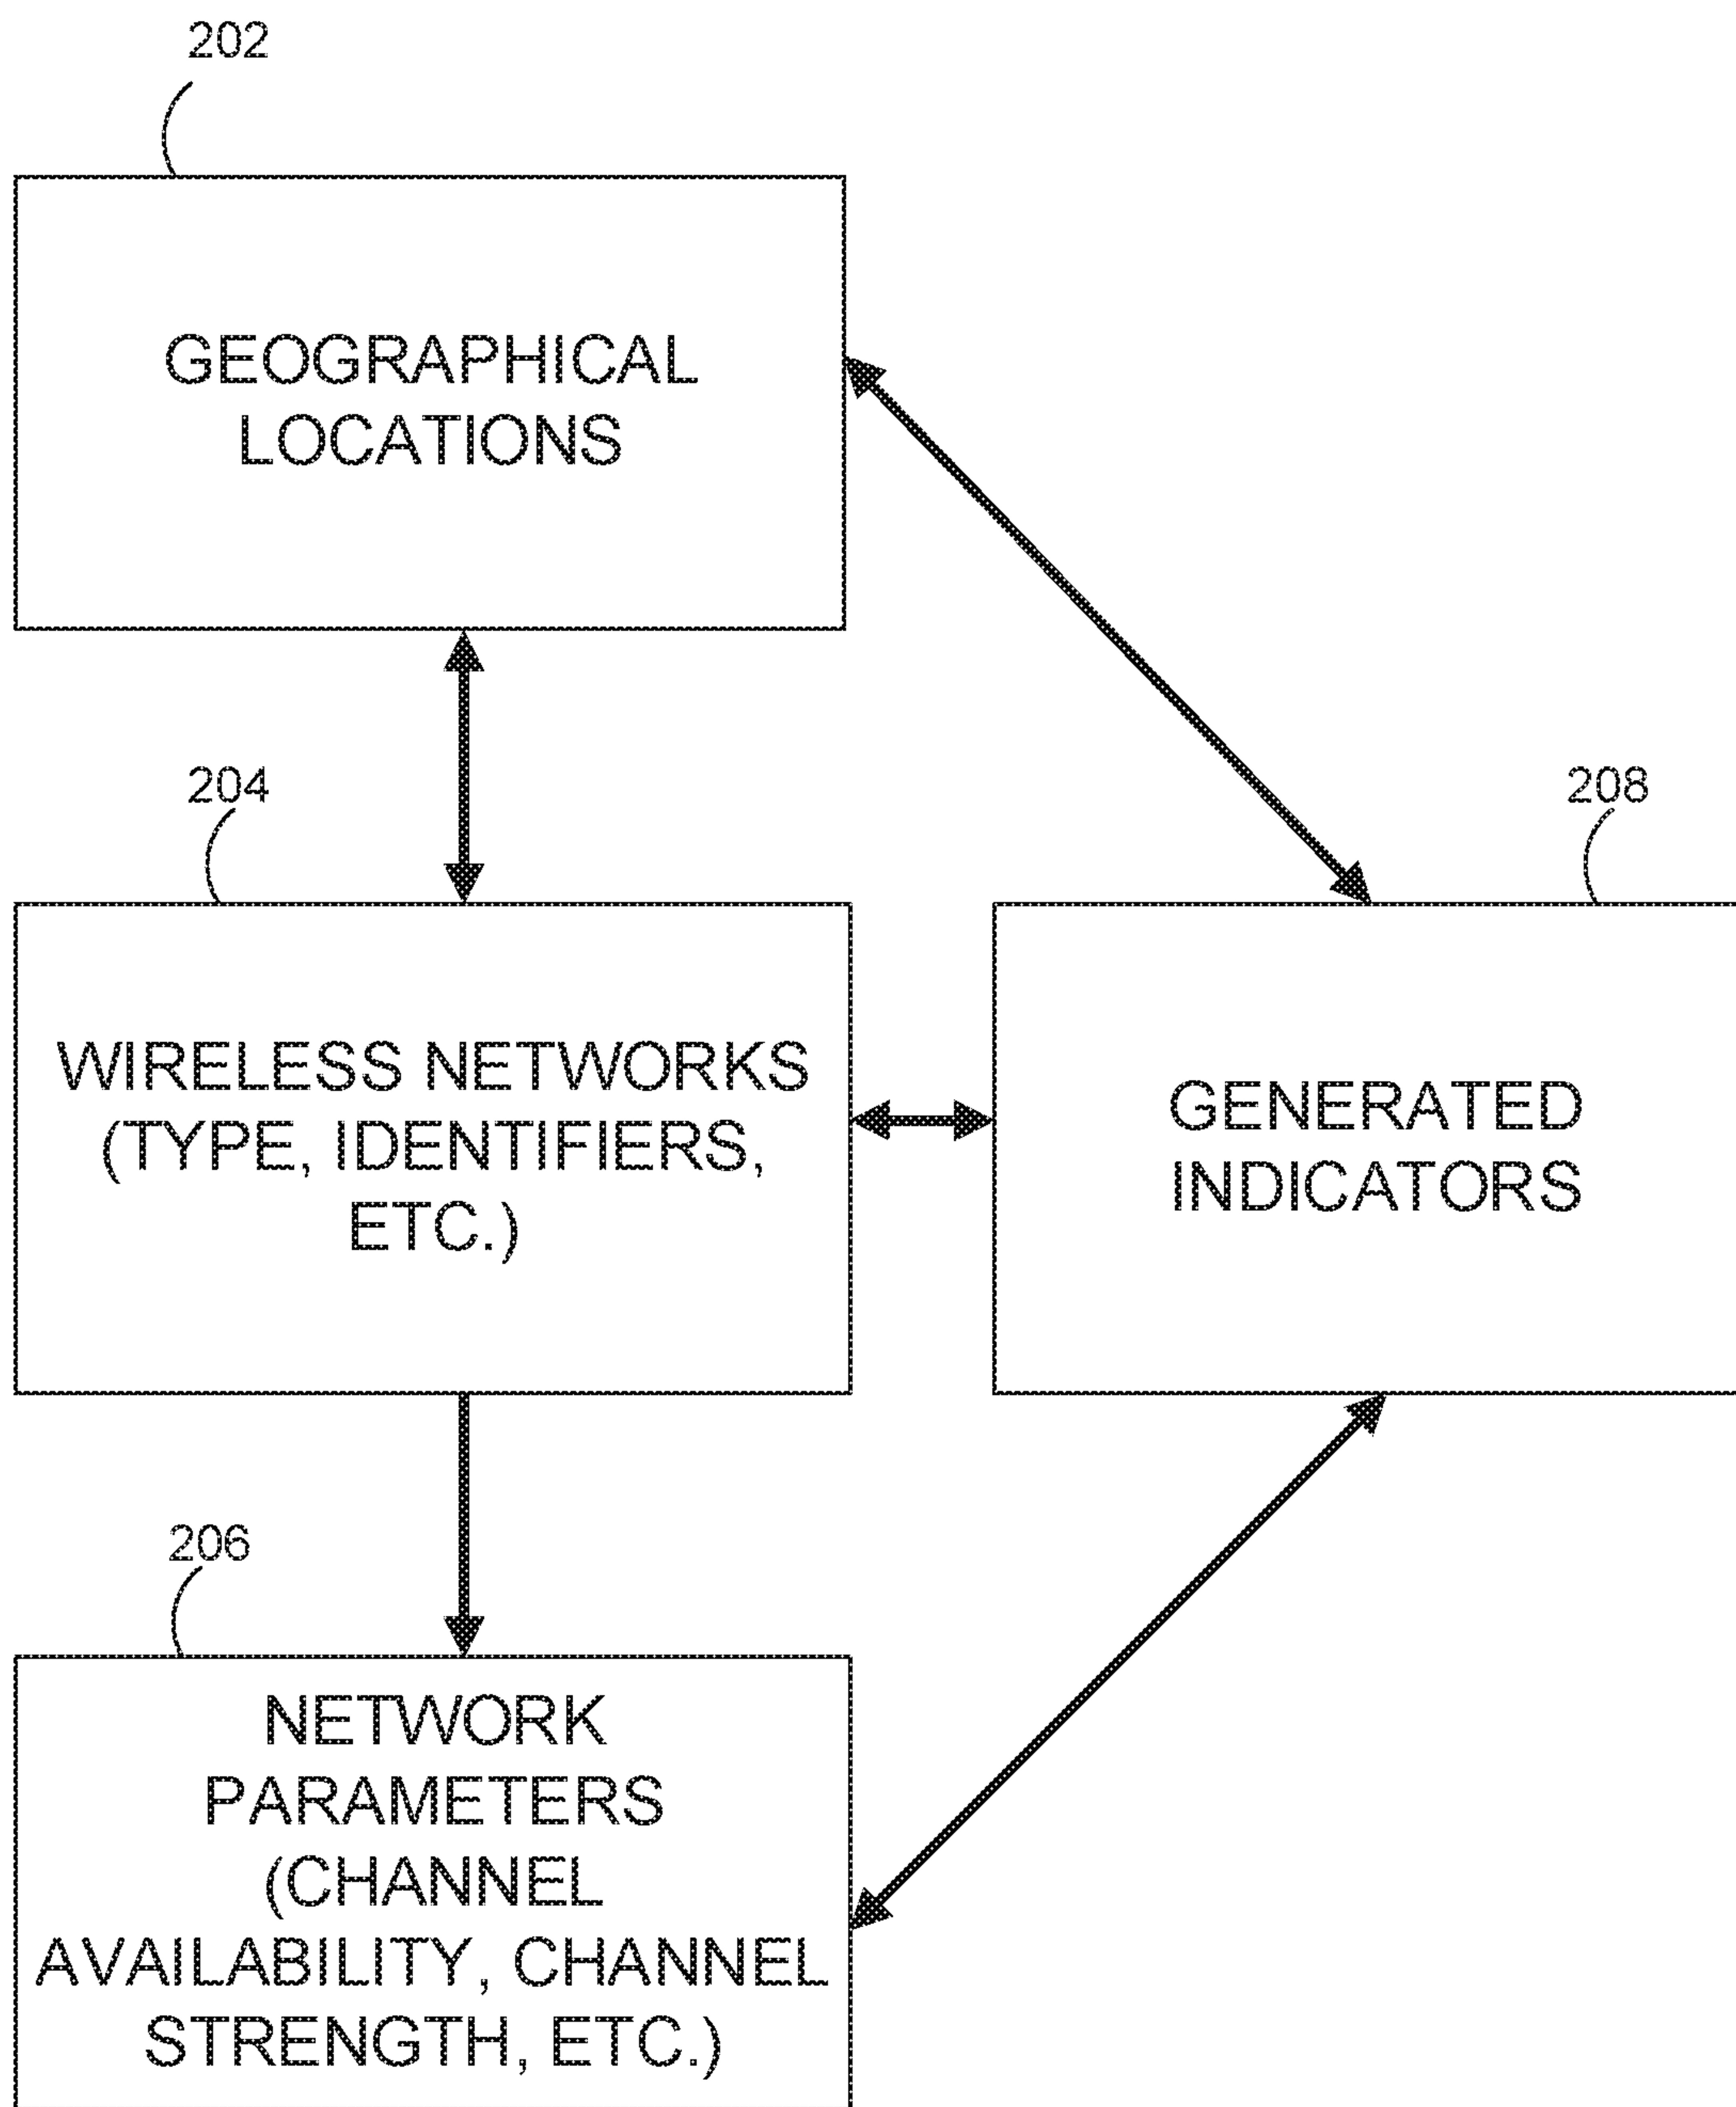 202
GEOGRAPHICAL
LOCATIONS
204
WIRELESS NETWORKS
(TYPE, IDENTIFIERS,
ETC.)
208
GENERATED
INDICATORS
206
NETWORK
PARAMETERS
(CHANNEL
AVAILABILITY, CHANNEL
STRENGTH, ETC.)